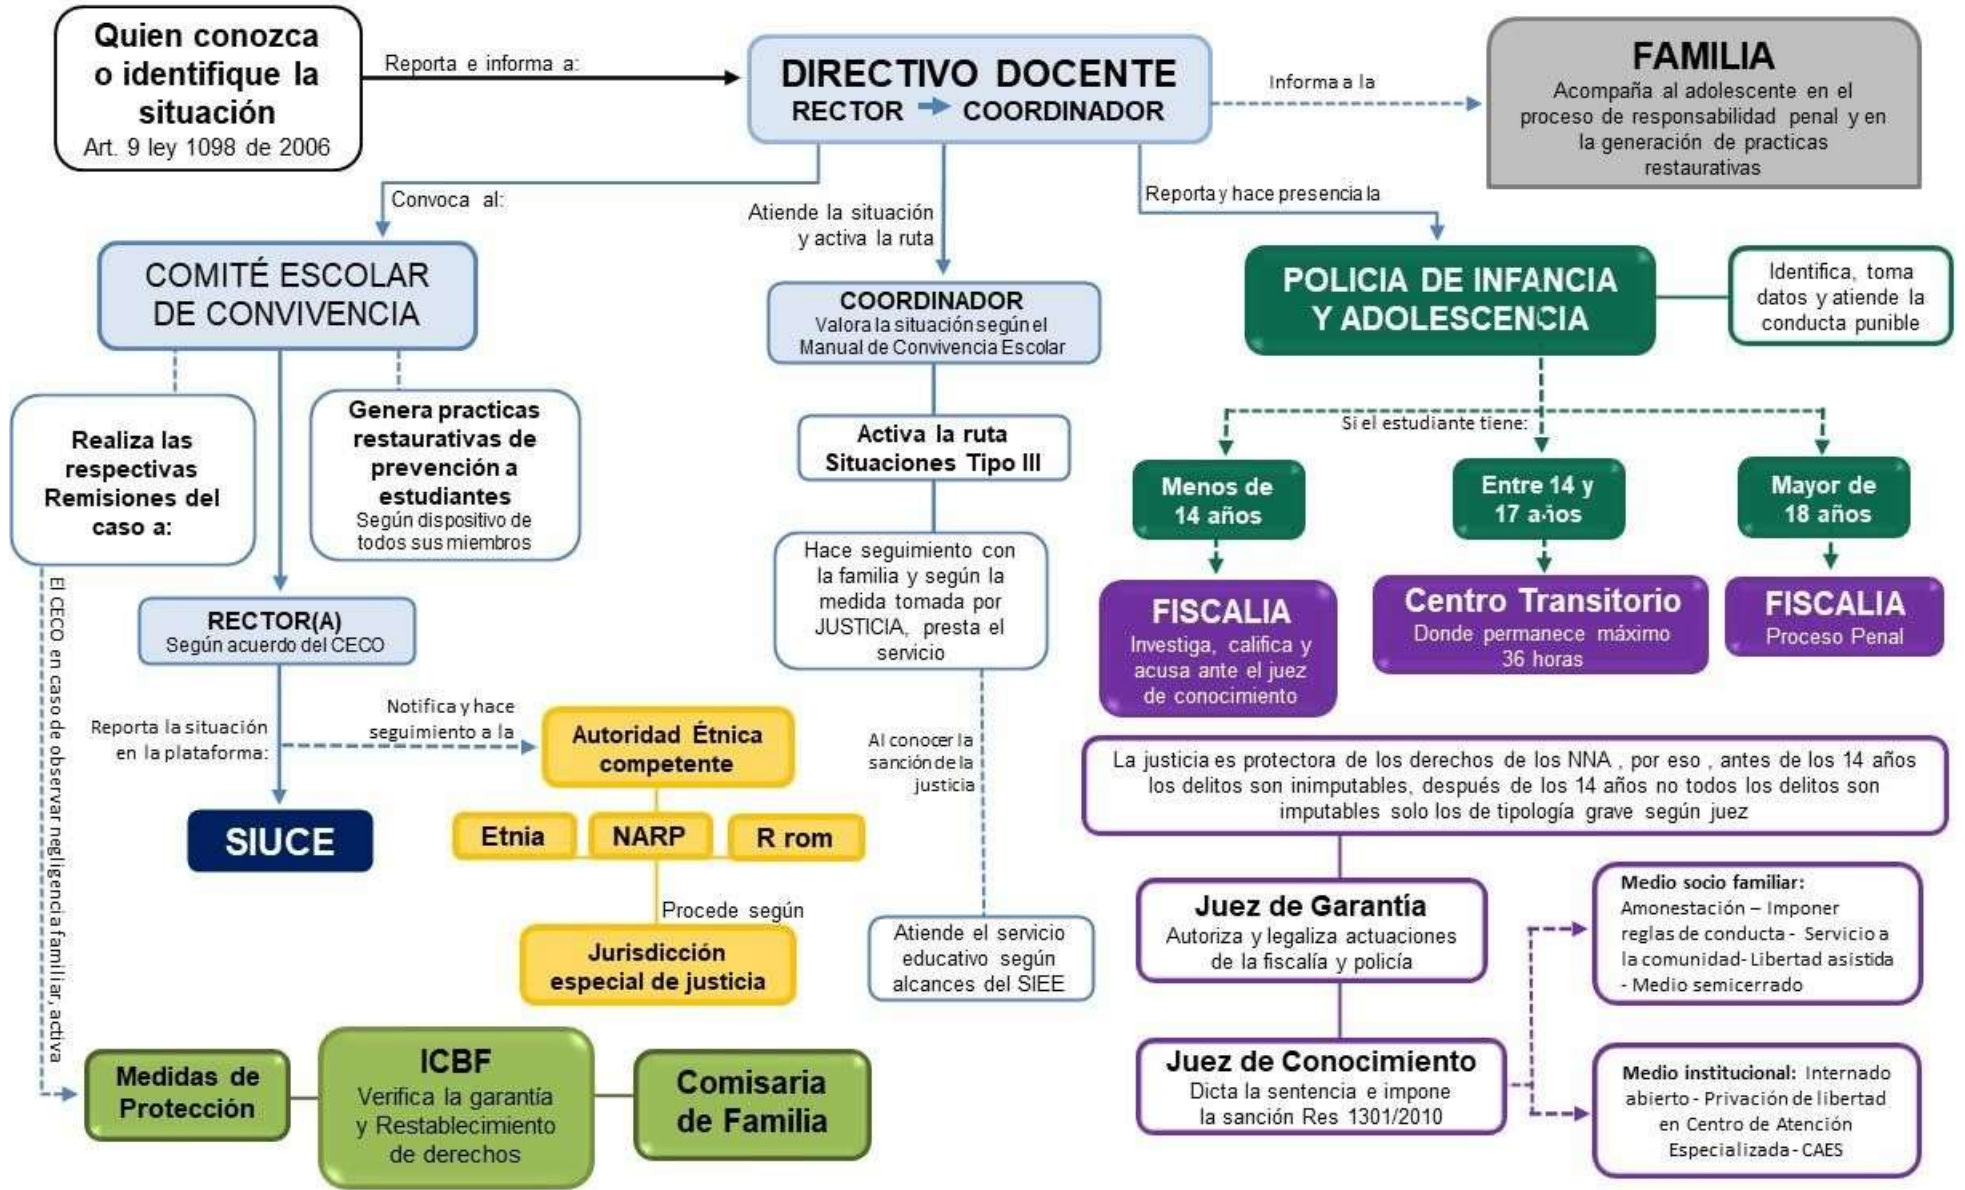 Quien conozca
o identifique la
situación
Art. 9 ley 1098 de 2006
Reporta e informa a:
DIRECTIVO DOCENTE
RECTOR COORDINADOR
Informa a la
FAMILIA
Acompaña al adolescente en el
proceso de responsabilidad penal y en
la generación de practicas
restaurativas
Convoca al:
Atiende la situación
y activa la ruta
Reporta y hace presencia la
COMITÉ ESCOLAR
DE CONVIVENCIA
COORDINADOR
Valora la situación según el
Manual de Convivencia Escolar
POLICIA DE INFANCIA
Y ADOLESCENCIA
Identifica, toma
datos y atiende la
conducta punible
Realiza las
respectivas
Remisiones del
caso a:
Genera practicas
restaurativas de
prevención a
estudiantes
Según dispositivo de
todos sus miembros
Activa la ruta
Situaciones Tipo III
Si el estudiante tiene:
Menos de
14 años
Entre 14 y
17 años
Mayor de
18 años
Hace seguimiento con
la familia y según la
medida tomada por
JUSTICIA, presta el
servicio
FISCALIA
Investiga, califica y
acusa ante el juez
de conocimiento
Centro Transitorio
Donde permanece máximo
36 horas
FISCALIA
Proceso Penal
El CECO en caso de observar negligencia familiar, activa
RECTOR(A)
Según acuerdo del CECO
Reporta la situación
en la plataforma:
Notifica y hace
seguimiento a la
Autoridad Étnica
competente
Al conocer la
sanción de la
justicia
La justicia es protectora de los derechos de los NNA , por eso , antes de los 14 años
los delitos son inimputables, después de los 14 años no todos los delitos son
imputables solo los de tipología grave según juez
SIUCE
Etnia
NARP
R rom
Procede según
Jurisdicción
especial de justicia
Atiende el servicio
educativo según
alcances del SIEE
Juez de Garantía
Autoriza y legaliza actuaciones
de la fiscalía y policía
Medio socio familiar:
Amonestación – Imponer
reglas de conducta - Servicio a
la comunidad- Libertad asistida
- Medio semicerrado
Medidas de
Protección
ICBF
Verifica la garantía
y Restablecimiento
de derechos
Comisaria
de Familia
Juez de Conocimiento
Dicta la sentencia e impone
la sanción Res 1301/2010
Medio institucional: Internado
abierto - Privación de libertad
en Centro de Atención
Especializada - CAES